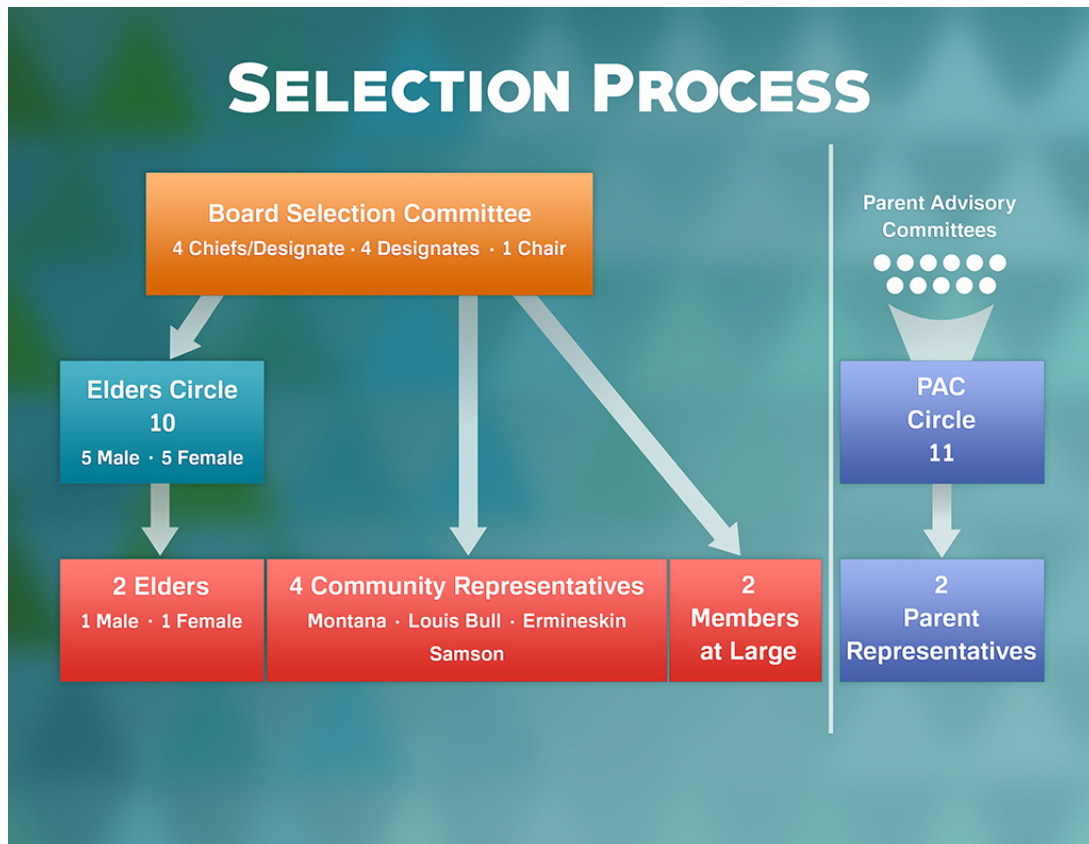 SELECTION PROCESS
Board Selection Committee
4 Chiefs/Designate · 4 Designates · 1 Chair
Elders Circle
10
5 Male · 5 Female
2 Elders
1 Male · 1 Female
4 Community Representatives
Montana · Louis Bull · Ermineskin
Samson
2
Members
at Large
Parent Advisory
Committees
PAC
Circle
11
2
Parent
Representatives